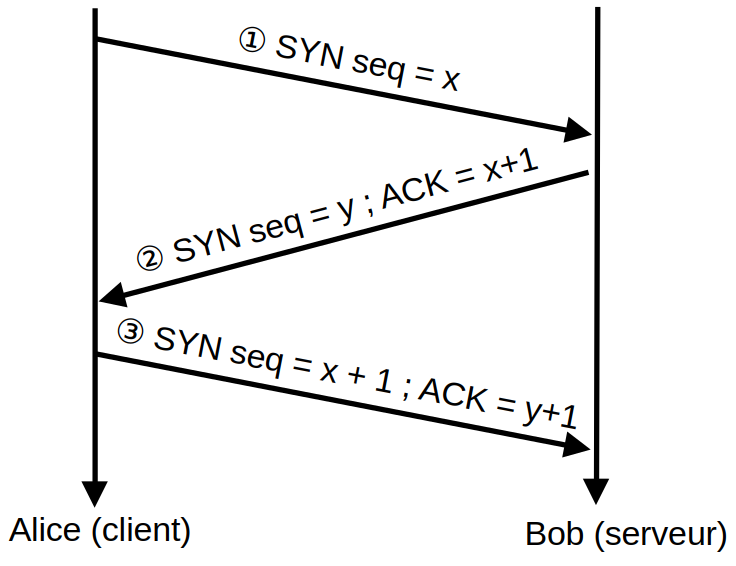 ① SYN seq = x
② SYN seq = y ; ACK = x+1
③ SYN seq = x + 1 ; ACK = y+1
Alice (client)
Bob (serveur)